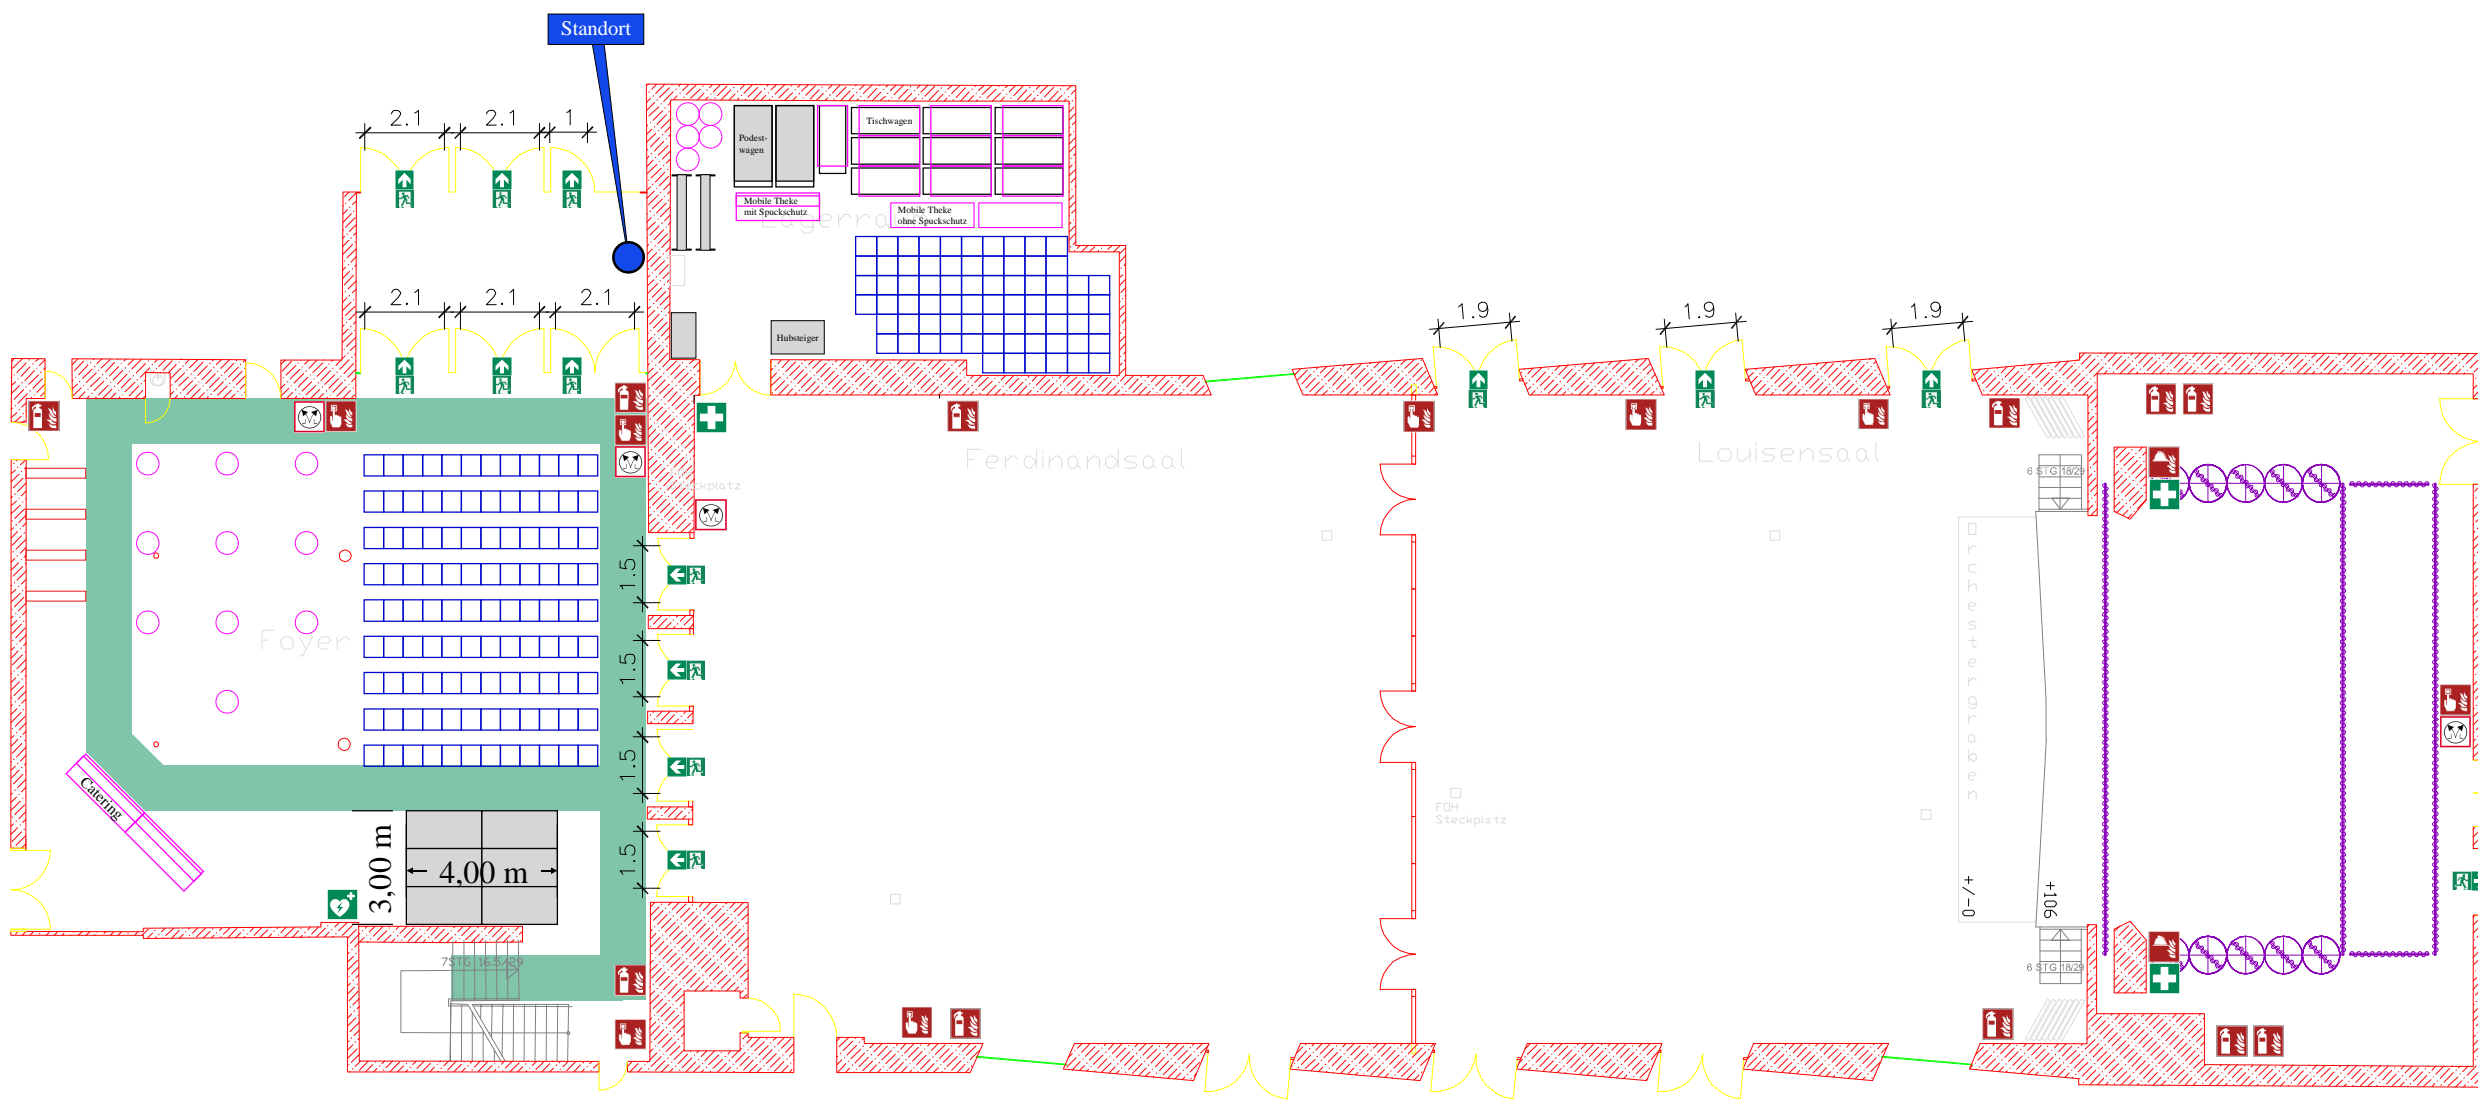 Standort
2.1
2.1
1
Podest-
wagen
Tischwagen
Mobile Theke
mit Spuckschutz
Mobile Theke
ohne Spuckschutz
2.1
2.1
2.1
Hubsteiger
1.9
1.9
1.9
Ferdinandsaal
Louisensaal
6 STG 18/29
Orchestergraben
1.5
1.5
1.5
1.5
Foyer
Catering
3,00 m
4,00 m
FOH
Steckplatz
+/-0
+106
7STG 16.5/29
6 STG 18/29